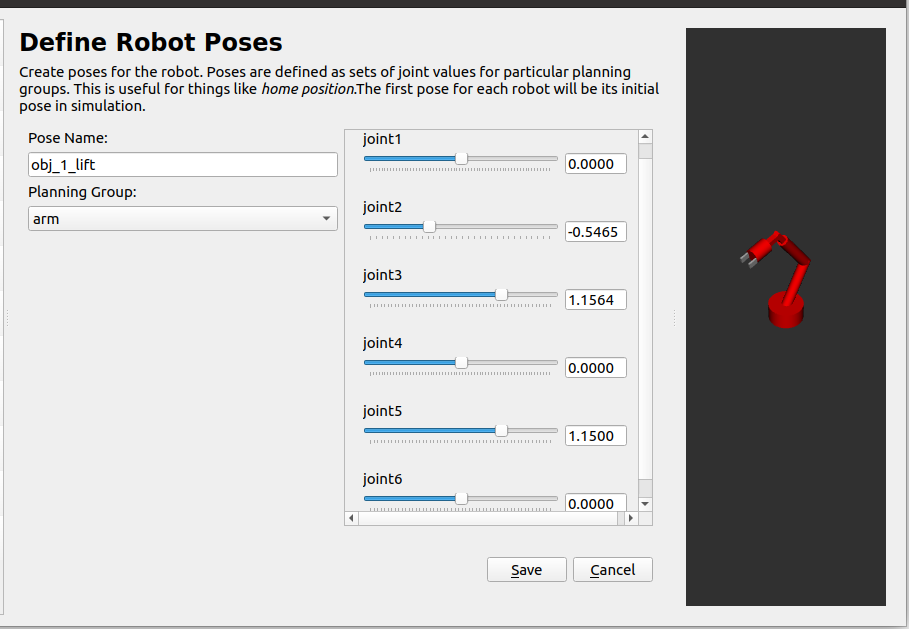 Define Robot Poses
Create poses for the robot. Poses are defined as sets of joint values for particular planning
groups. This is useful for things like home position.The first pose for each robot will be its initial
pose in simulation.
Pose Name:
obj_1_lift
Planning Group:
arm
joint1
0.0000
joint2
-0.5465
joint3
1.1564
joint4
0.0000
joint5
1.1500
joint6
0.0000
Save
Cancel